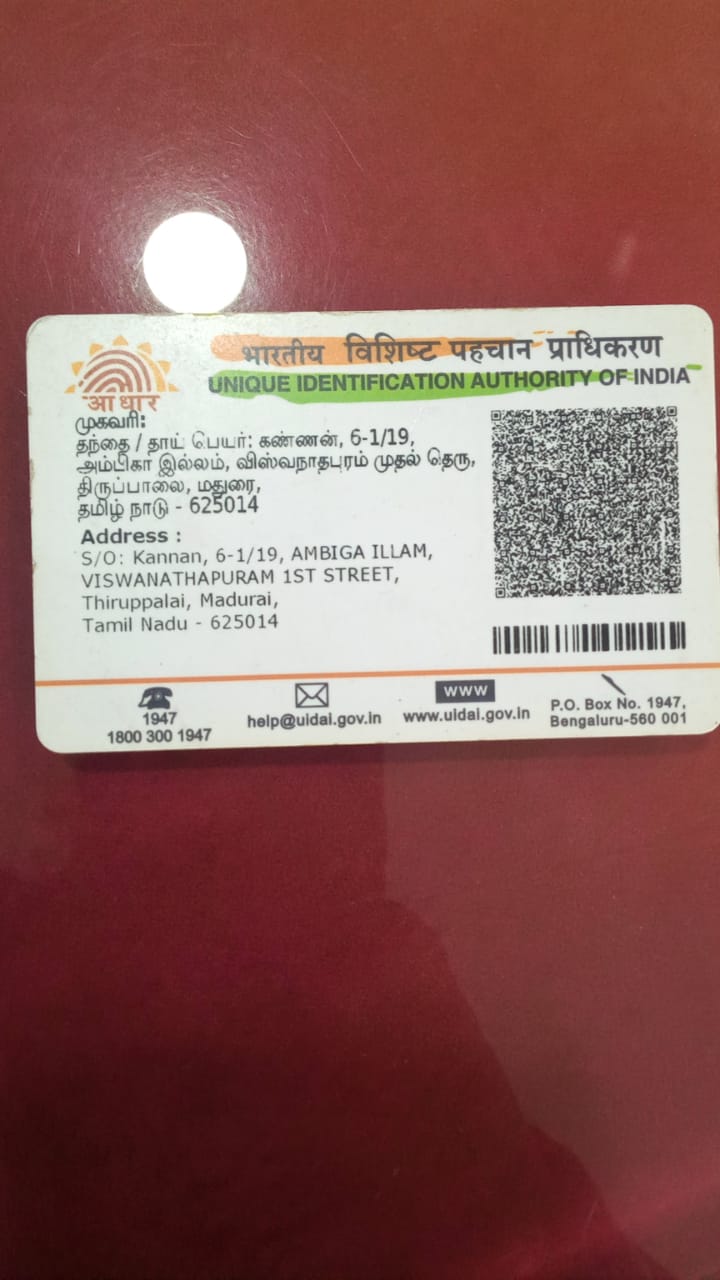 भारतीय विशिष्ट पहचान प्राधिकरण
UNIQUE IDENTIFICATION AUTHORITY OF INDIA
आधार
முகவரி:
தந்தை / தாய் பெயர்: கண்ணன், 6-1/19,
அம்பிகா இல்லம், விஸ்வநாதபுரம் முதல் தெரு,
திருப்பாலை, மதுரை,
தமிழ் நாடு - 625014
Address :
S/O: Kannan, 6-1/19, AMBIGA ILLAM,
VISWANATHAPURAM 1ST STREET,
Thiruppalai, Madurai,
Tamil Nadu - 625014
1947
1800 300 1947
help@uidai.gov.in
WWW
www.uidai.gov.in
P.O. Box No. 1947,
Bengaluru-560 001